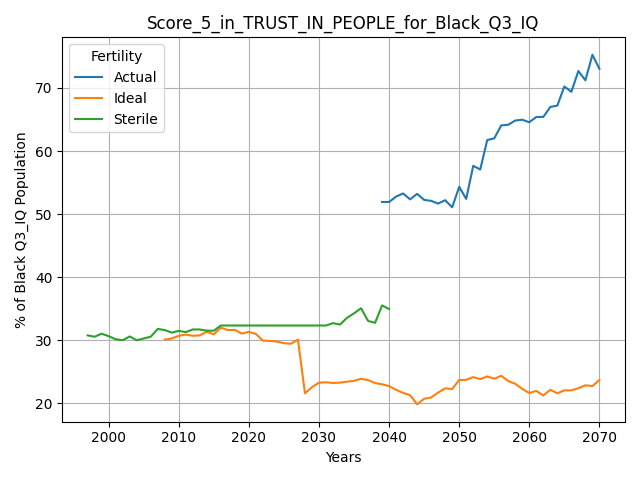 Score_5_in_TRUST_IN_PEOPLE_for_Black_Q3_IQ
Fertility
Actual
Ideal
Sterile
% of Black Q3_IQ Population
70
60
50
40
30
20
2000 2010 2020 2030 2040 2050 2060 2070
Years